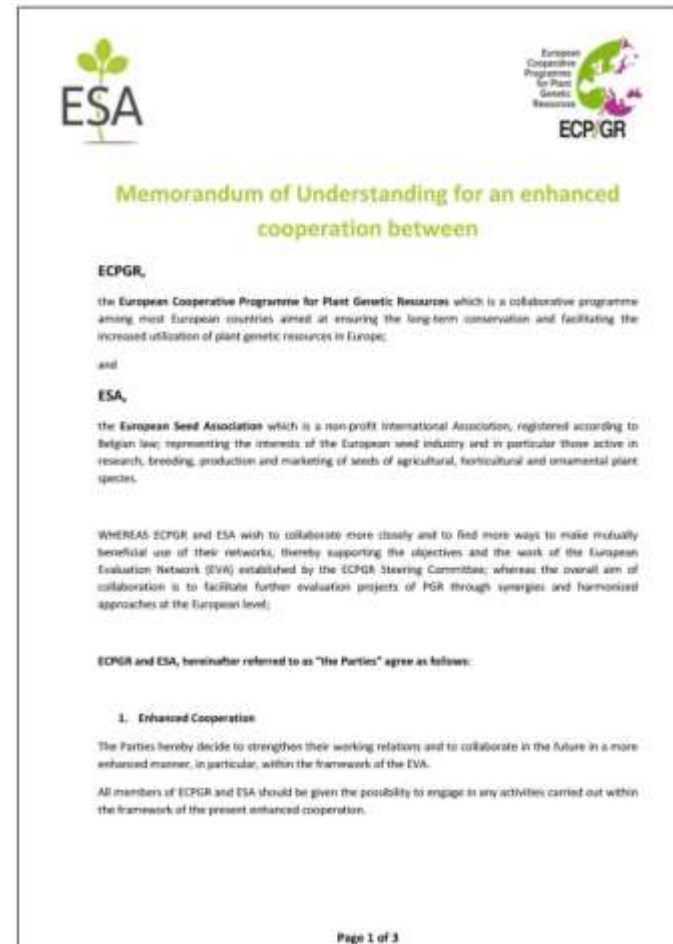 ESA
European
Cooperative
Programme
for Plant
Genetic
Resources
ECP/GR
Memorandum of Understanding for an enhanced
cooperation between
ECPGR,
the European Cooperative Programme for Plant Genetic Resources which is a collaborative programme
among most European countries aimed at ensuring the long-term conservation and facilitating the
increased utilization of plant genetic resources in Europe;
and
ESA,
the European Seed Association which is a non-profit International Association, registered according to
Belgian law; representing the interests of the European seed industry and in particular those active in
research, breeding, production and marketing of seeds of agricultural, horticultural and ornamental plant
species.
WHEREAS ECPGR and ESA wish to collaborate more closely and to find more ways to make mutually
beneficial use of their networks, thereby supporting the objectives and the work of the European
Evaluation Network (EVA) established by the ECPGR Steering Committee; whereas the overall aim of
collaboration is to facilitate further evaluation projects of PGR through synergies and harmonized
approaches at the European level;
ECPGR and ESA, hereinafter referred to as "the Parties" agree as follows:
1. Enhanced Cooperation
The Parties hereby decide to strengthen their working relations and to collaborate in the future in a more
enhanced manner, in particular, within the framework of the EVA.
All members of ECPGR and ESA should be given the possibility to engage in any activities carried out within
the framework of the present enhanced cooperation.
Page 1 of 3